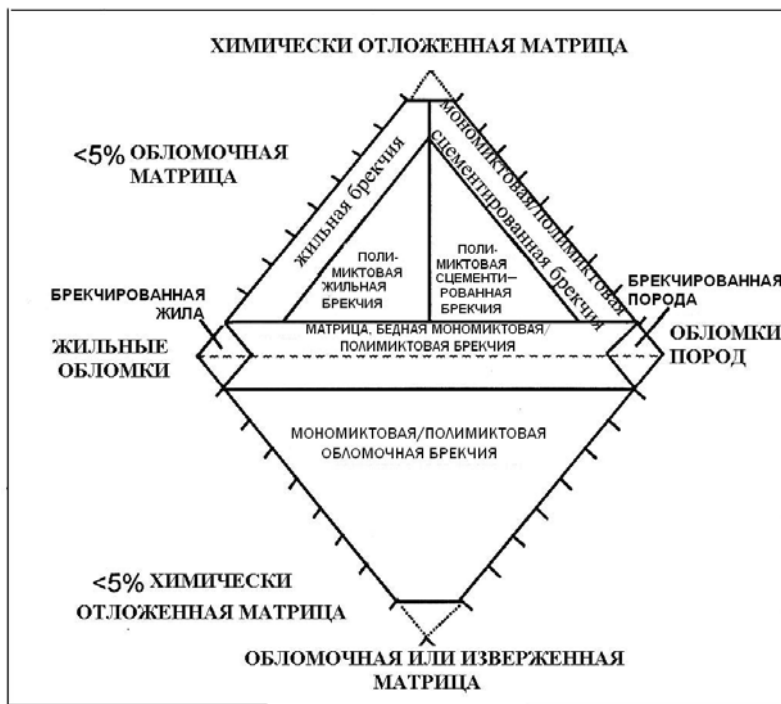 ХИМИЧЕСКИ ОТЛОЖЕННАЯ МАТРИЦА
<5% ОБЛОМОЧНАЯ
МАТРИЦА
жильная брекчия
мономиктовая/полимиктовая
сцементированная брекчия
ПОЛИ-
МИКТОВАЯ
ЖИЛЬНАЯ
БРЕКЧИЯ
ПОЛИ-
МИКТОВАЯ
СЦЕМЕНТИ-
РОВАННАЯ
БРЕКЧИЯ
БРЕКЧИРОВАННАЯ
ЖИЛА
БРЕКЧИРОВАННАЯ
ПОРОДА
ЖИЛЬНЫЕ
ОБЛОМКИ
МАТРИЦА, БЕДНАЯ МОНОМИКТОВАЯ/
ПОЛИМИКТОВАЯ БРЕКЧИЯ
ОБЛОМКИ
ПОРОД
МОНОМИКТОВАЯ/ПОЛИМИКТОВАЯ
ОБЛОМОЧНАЯ БРЕКЧИЯ
<5% ХИМИЧЕСКИ
ОТЛОЖЕННАЯ МАТРИЦА
ОБЛОМОЧНАЯ ИЛИ ИЗВЕРЖЕННАЯ
МАТРИЦА